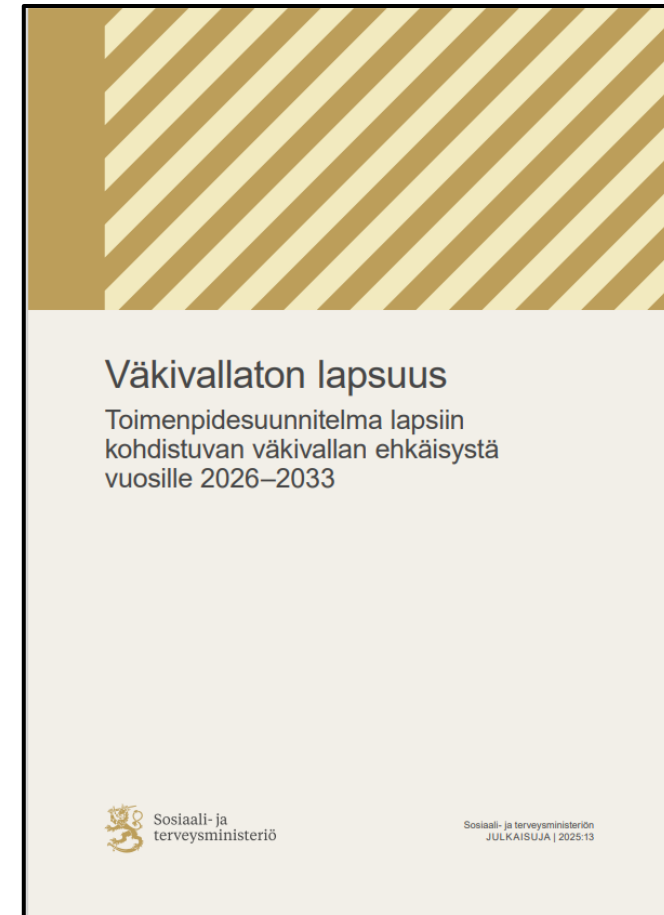 Väkivallaton lapsuus
Toimenpidesuunnitelma lapsiin
kohdistuvan väkivallan ehkäisystä
vuosille 2026–2033
Sosiaali- ja
terveysministeriö
Sosiaali- ja terveysministeriön
JULKAISUJA | 2025:13